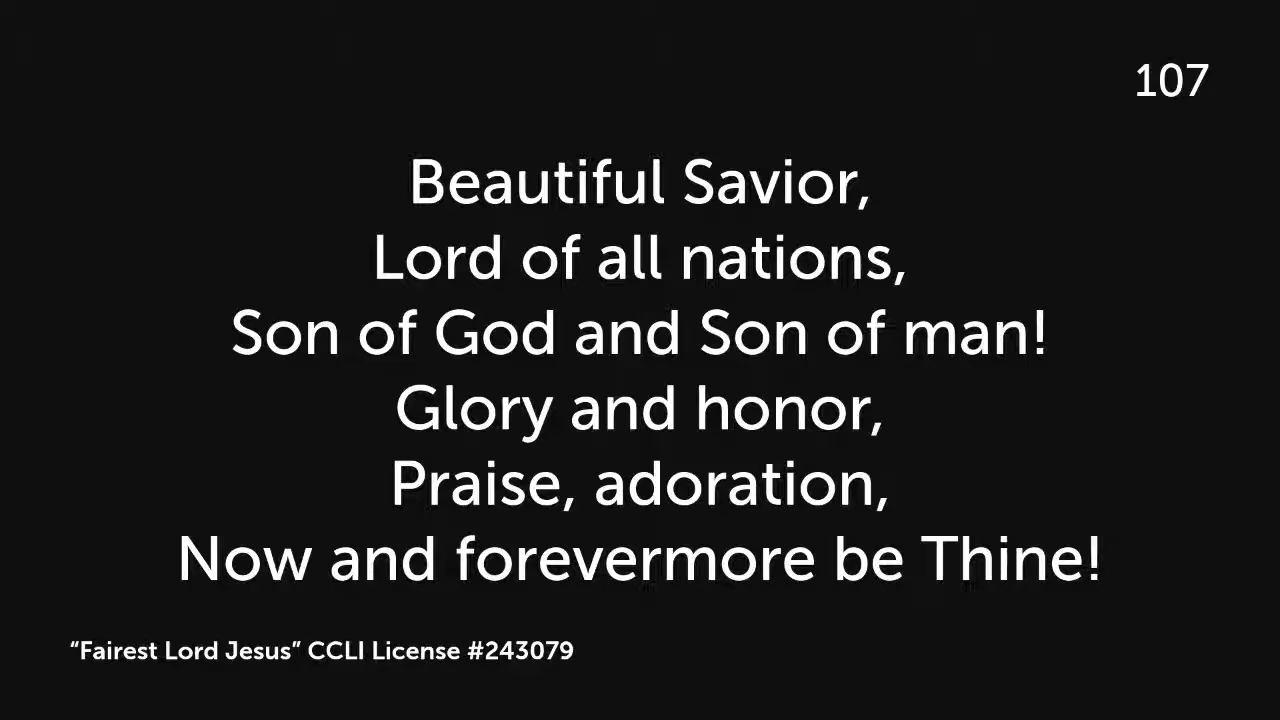 107
Beautiful Savior,
Lord of all nations,
Son of God and Son of man!
Glory and honor,
Praise, adoration,
Now and forevermore be Thine!
“Fairest Lord Jesus” CCLI License #243079